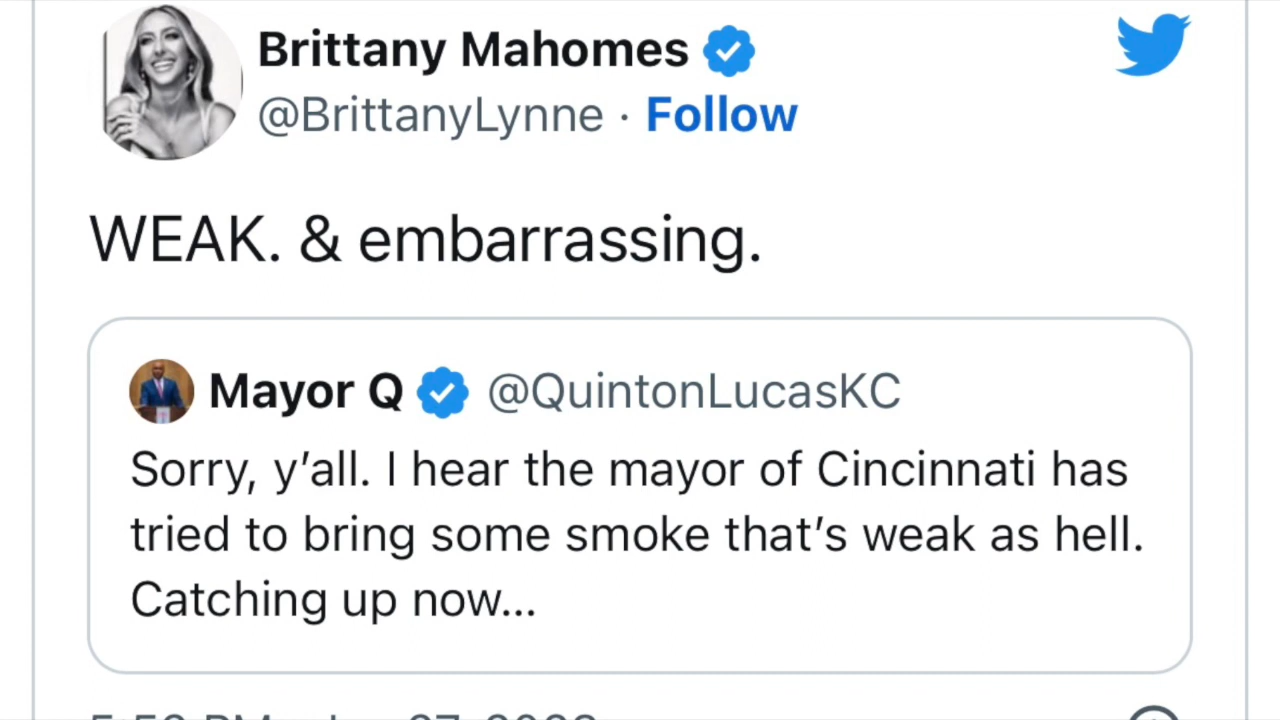 Brittany Mahomes
@BrittanyLynne · Follow
WEAK. & embarrassing.
Mayor Q @QuintonLucasKC
Sorry, y’all. I hear the mayor of Cincinnati has
tried to bring some smoke that’s weak as hell.
Catching up now...